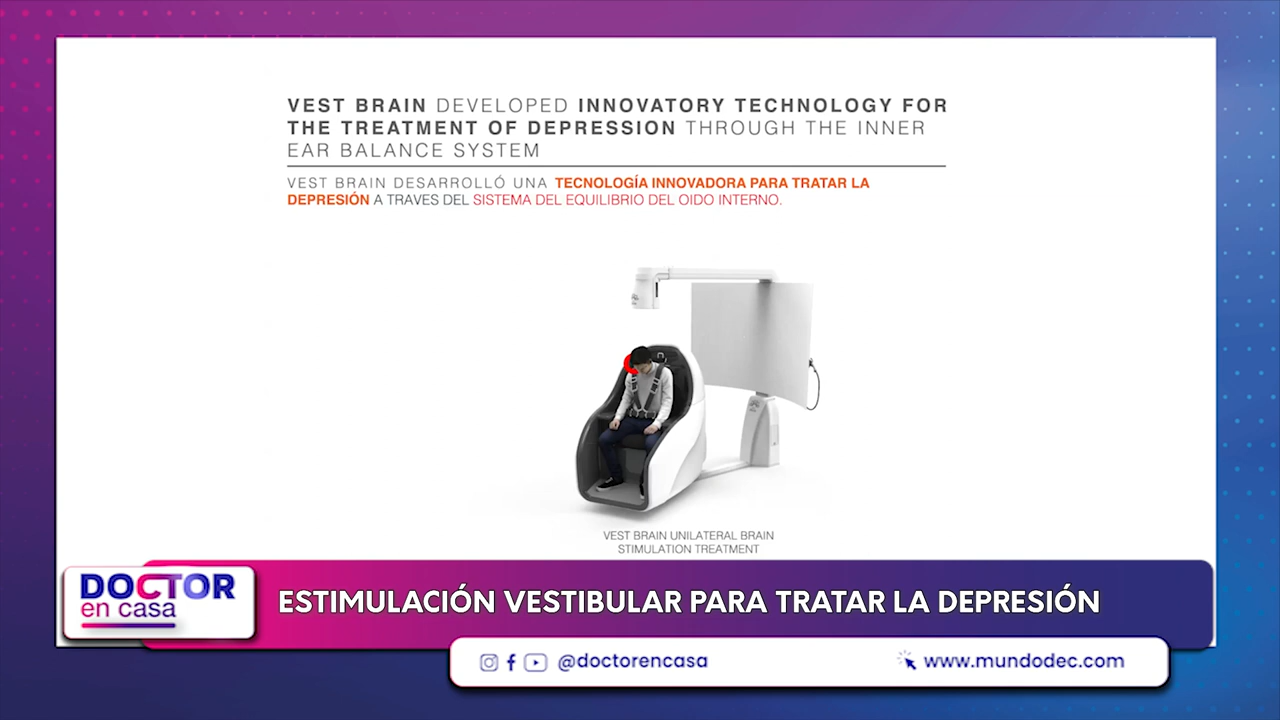 VEST BRAIN DEVELOPED INNOVATORY TECHNOLOGY FOR
THE TREATMENT OF DEPRESSION THROUGH THE INNER
EAR BALANCE SYSTEM
VEST BRAIN DESARROLLÓ UNA TECNOLOGÍA INNOVADORA PARA TRATAR LA
DEPRESIÓN A TRAVES DEL SISTEMA DEL EQUILIBRIO DEL OIDO INTERNO.
VEST BRAIN UNILATERAL BRAIN
STIMULATION TREATMENT
DOCTOR
en casa
ESTIMULACIÓN VESTIBULAR PARA TRATAR LA DEPRESIÓN
@doctorencasa
www.mundodec.com